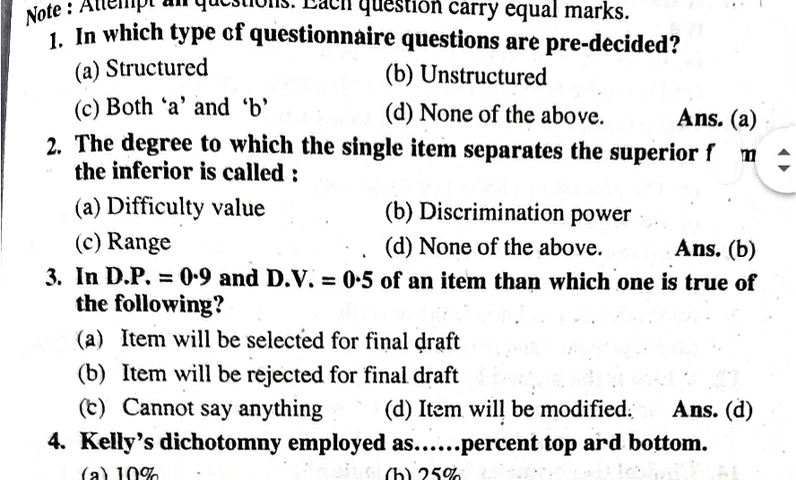 Note : Attempt all questions. Each question carry equal marks.
1. In which type of questionnaire questions are pre-decided?
(a) Structured (b) Unstructured
(c) Both ‘a’ and ‘b’ (d) None of the above. Ans. (a)
2. The degree to which the single item separates the superior f m
the inferior is called :
(a) Difficulty value (b) Discrimination power
(c) Range (d) None of the above. Ans. (b)
3. In D.P. = 0·9 and D.V. = 0·5 of an item than which one is true of
the following?
(a) Item will be selected for final draft
(b) Item will be rejected for final draft
(c) Cannot say anything (d) Item will be modified. Ans. (d)
4. Kelly’s dichotomny employed as......percent top and bottom.
(a) 10% (b) 25%